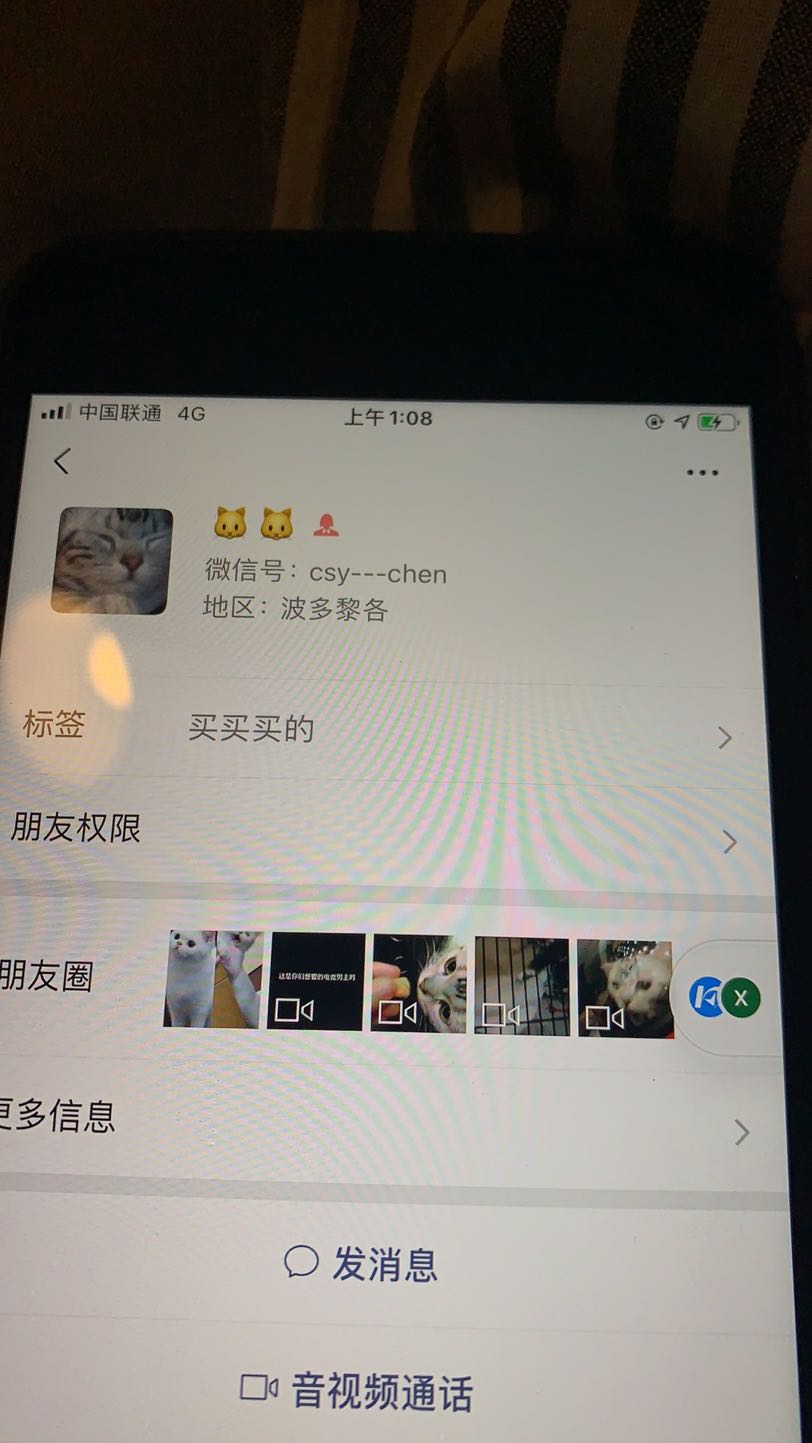 中国联通 4G 上午1:08
微信号：csy---chen
地区：波多黎各
标签 买买买的
朋友权限
朋友圈
这是你们想要的电竞男主吗
X
更多信息
发消息
音视频通话